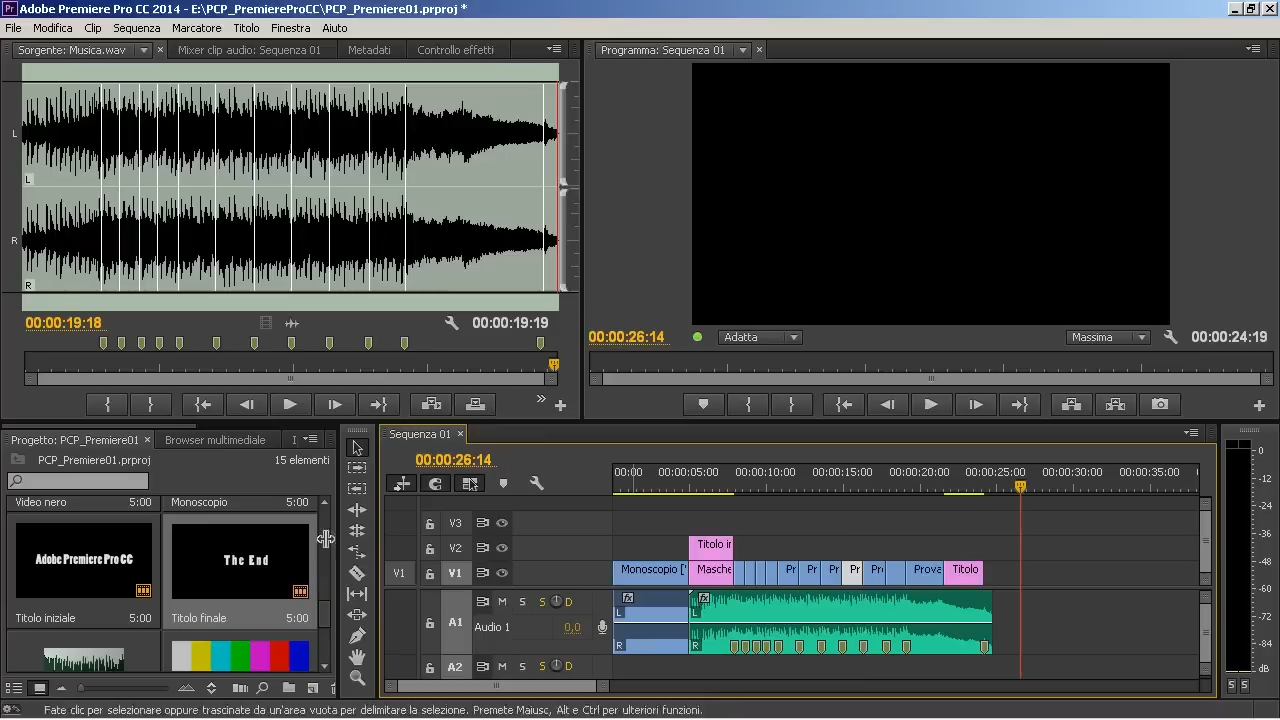 Adobe Premiere Pro CC 2014 - E:\PCP_PremiereProCC\PCP_Premiere01.prproj *
File Modifica Clip Sequenza Marcatore Titolo Finestra Aiuto
Sorgente: Musica.wav Mixer clip audio: Sequenza 01 Metadati Controllo effetti
Programma: Sequenza 01
L
L
R
R
00:00:19:18 00:00:19:19
00:00:26:14 Adatta Massima 00:00:24:19
Progetto: PCP_Premiere01 Browser multimediale I
PCP_Premiere01.prproj 15 elementi
Video nero 5:00 Monoscopio 5:00
Adobe Premiere Pro CC
The End
Titolo iniziale 5:00 Titolo finale 5:00
Sequenza 01
00:00:26:14
00:00 00:00:05:00 00:00:10:00 00:00:15:00 00:00:20:00 00:00:25:00 00:00:30:00 00:00:35:00
V3
V2 Titolo in
V1 V1 Monoscopio [V Masche Pr Pr Pr Pr Pr Prova Titolo
A1 M S S D fx fx
Audio 1 0,0
L L
R R
A2 M S S D
0
-12
-24
-36
-48
-60
-72
-84
dB
S S
Fate clic per selezionare oppure trascinate da un'area vuota per delimitare la selezione. Premete Maiusc, Alt e Ctrl per ulteriori funzioni.